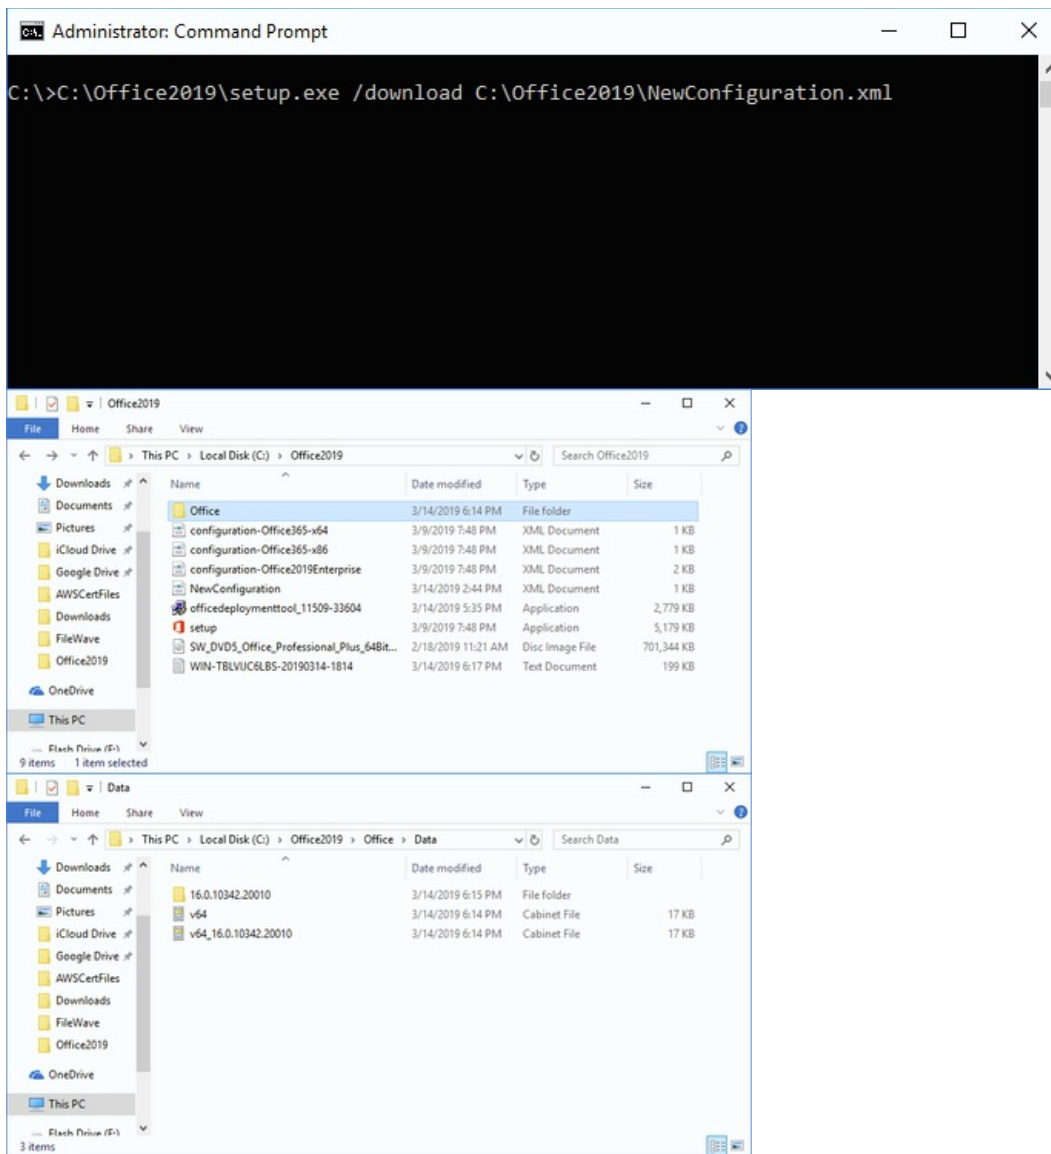 Administrator: Command Prompt
C:\>C:\Office2019\setup.exe /download C:\Office2019\NewConfiguration.xml
Office2019
File Home Share View
This PC > Local Disk (C:) > Office2019 Search Office2019
Name Date modified Type Size
Downloads
Documents
Pictures
iCloud Drive
Google Drive
AWSCertFiles
Downloads
FileWave
Office2019
OneDrive
This PC
Flash Drive (F:)
Office 3/14/2019 6:14 PM File folder
configuration-Office365-x64 3/9/2019 7:48 PM XML Document 1 KB
configuration-Office365-x86 3/9/2019 7:48 PM XML Document 1 KB
configuration-Office2019Enterprise 3/9/2019 7:48 PM XML Document 2 KB
NewConfiguration 3/14/2019 2:44 PM XML Document 1 KB
officedeploymenttool_11509-33604 3/14/2019 5:35 PM Application 2,779 KB
setup 3/9/2019 7:48 PM Application 5,179 KB
SW_DVD5_Office_Professional_Plus_64Bit... 2/18/2019 11:21 AM Disc Image File 701,344 KB
WIN-TBLVIJC6LBS-20190314-1814 3/14/2019 6:17 PM Text Document 199 KB
9 items 1 item selected
Data
File Home Share View
This PC > Local Disk (C:) > Office2019 > Office > Data Search Data
Name Date modified Type Size
Downloads
Documents
Pictures
iCloud Drive
Google Drive
AWSCertFiles
Downloads
FileWave
Office2019
OneDrive
This PC
Flash Drive (F:)
16.0.10342.20010 3/14/2019 6:15 PM File folder
v64 3/14/2019 6:14 PM Cabinet File 17 KB
v64_16.0.10342.20010 3/14/2019 6:14 PM Cabinet File 17 KB
3 items